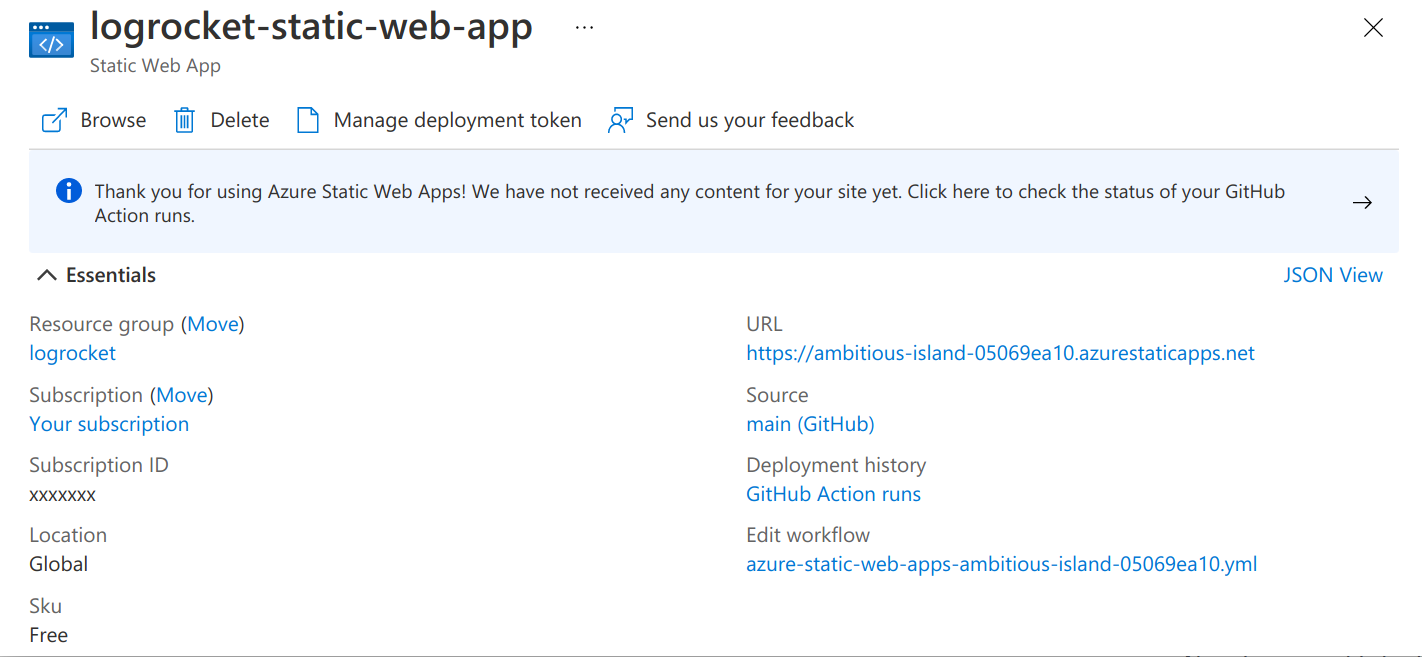 logrocket-static-web-app ...
Static Web App
Browse Delete Manage deployment token Send us your feedback
Thank you for using Azure Static Web Apps! We have not received any content for your site yet. Click here to check the status of your GitHub
Action runs.
Essentials
JSON View
Resource group (Move)
logrocket
Subscription (Move)
Your subscription
Subscription ID
xxxxxxx
Location
Global
Sku
Free
URL
https://ambitious-island-05069ea10.azurestaticapps.net
Source
main (GitHub)
Deployment history
GitHub Action runs
Edit workflow
azure-static-web-apps-ambitious-island-05069ea10.yml